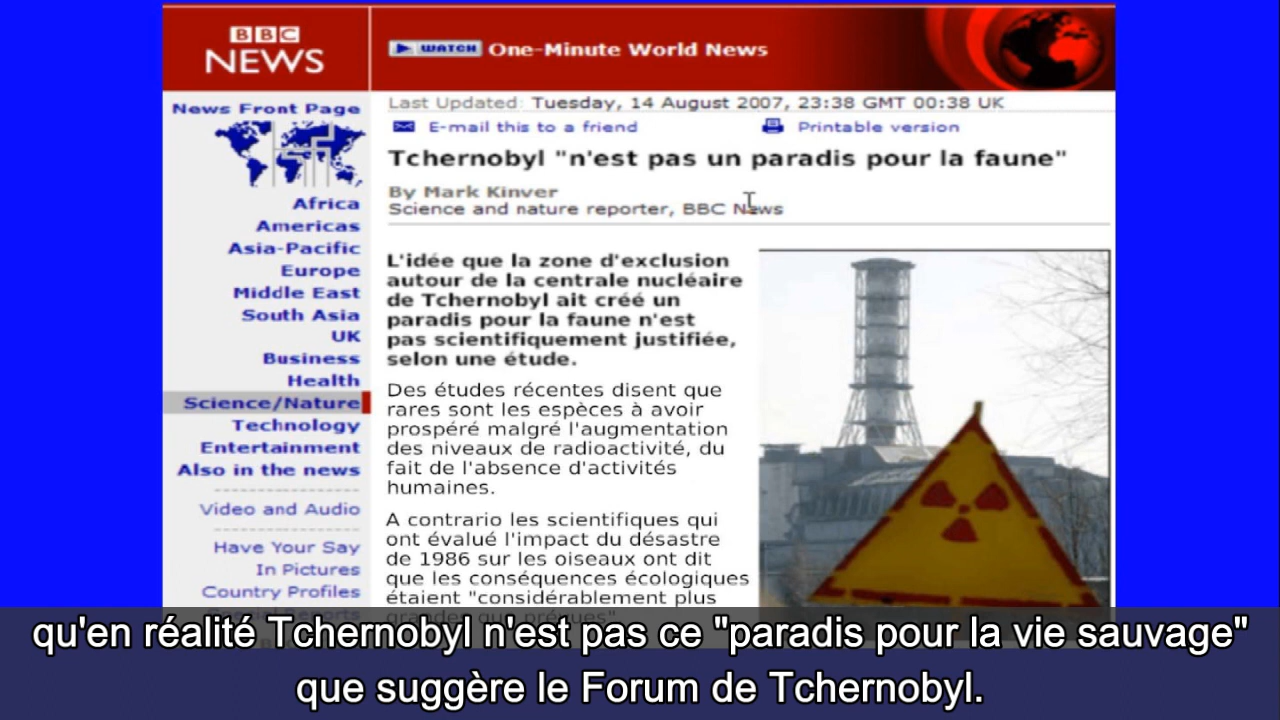 BBC
NEWS
WATCH One-Minute World News
News Front Page
Africa
Americas
Asia-Pacific
Europe
Middle East
South Asia
UK
Business
Health
Science/Nature
Technology
Entertainment
Also in the news
Video and Audio
Have Your Say
In Pictures
Country Profiles
Special Reports
Last Updated: Tuesday, 14 August 2007, 23:38 GMT 00:38 UK
E-mail this to a friend
Printable version
Tchernobyl "n'est pas un paradis pour la faune"
By Mark Kinver
Science and nature reporter, BBC News
L'idée que la zone d'exclusion
autour de la centrale nucléaire
de Tchernobyl ait créé un
paradis pour la faune n'est
pas scientifiquement justifiée,
selon une étude.
Des études récentes disent que
rares sont les espèces à avoir
prospéré malgré l'augmentation
des niveaux de radioactivité, du
fait de l'absence d'activités
humaines.
A contrario les scientifiques qui
ont évalué l'impact du désastre
de 1986 sur les oiseaux ont dit
que les conséquences écologiques
étaient "considérablement plus
grandes que prévues"
qu'en réalité Tchernobyl n'est pas ce "paradis pour la vie sauvage"
que suggère le Forum de Tchernobyl.